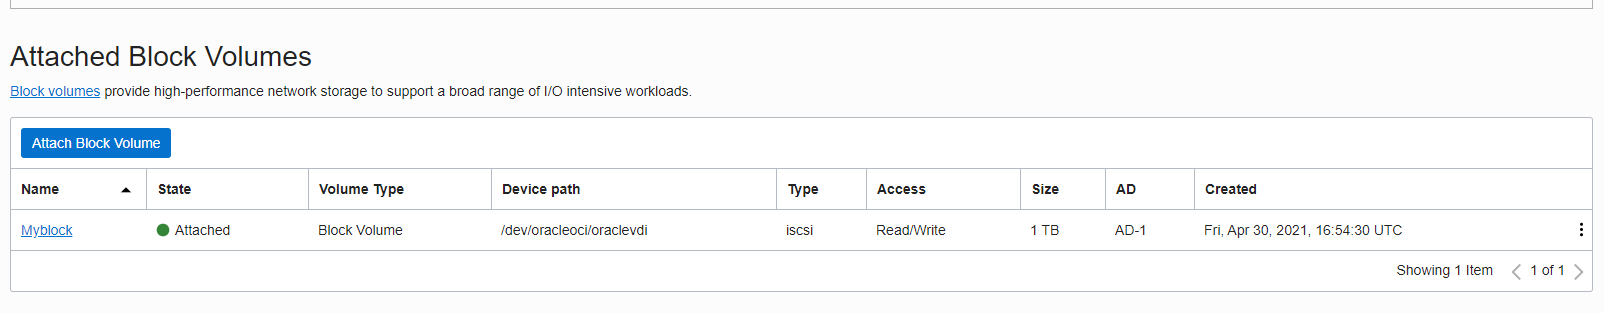 Attached Block Volumes
Block volumes provide high-performance network storage to support a broad range of I/O intensive workloads.
Attach Block Volume
Name State Volume Type Device path Type Access Size AD Created
Myblock Attached Block Volume /dev/oracleoci/oraclevdi iscsi Read/Write 1 TB AD-1 Fri, Apr 30, 2021, 16:54:30 UTC
Showing 1 Item 1 of 1